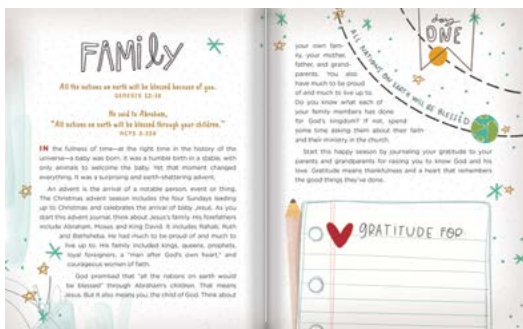 FAMILY
All the nations on earth will be blessed because of you.
GENESIS 12:3B
He said to Abraham,
"All nations on earth will be blessed through your children."
ACTS 3:25B
IN the fullness of time—at the right time in the history of the
universe—a baby was born. It was a humble birth in a stable, with
only animals to welcome the baby. Yet that moment changed
everything. It was a surprising and earth-shattering advent.
An advent is the arrival of a notable person, event or thing.
The Christmas advent season includes the four Sundays leading
up to Christmas and celebrates the arrival of baby Jesus. As you
start this advent journal, think about Jesus's family. His forefathers
include Abraham, Moses and King David. It includes Rahab, Ruth
and Bathsheba. He had much to be proud of and much to
live up to. His family included kings, queens, prophets,
loyal foreigners, a "man after God's own heart," and
courageous women of faith.
God promised that "all the nations on earth would
be blessed" through Abraham's children. That means
Jesus. But it also means you, the child of God. Think about
day
ONE
ALL NATIONS ON EARTH WILL BE BLESSED
your own fam-
ily, your mother,
father, and grand-
parents. You also
have much to be proud
of and much to live up to.
Do you know what each of
your family members has done
for God's kingdom? If not, spend
some time asking them about their faith
and their ministry in the church.
Start this happy season by journaling your gratitude to your
parents and grandparents for raising you to know God and his
love. Gratitude means thankfulness and a heart that remembers
the good things they've done.
GRATITUDE FOR: